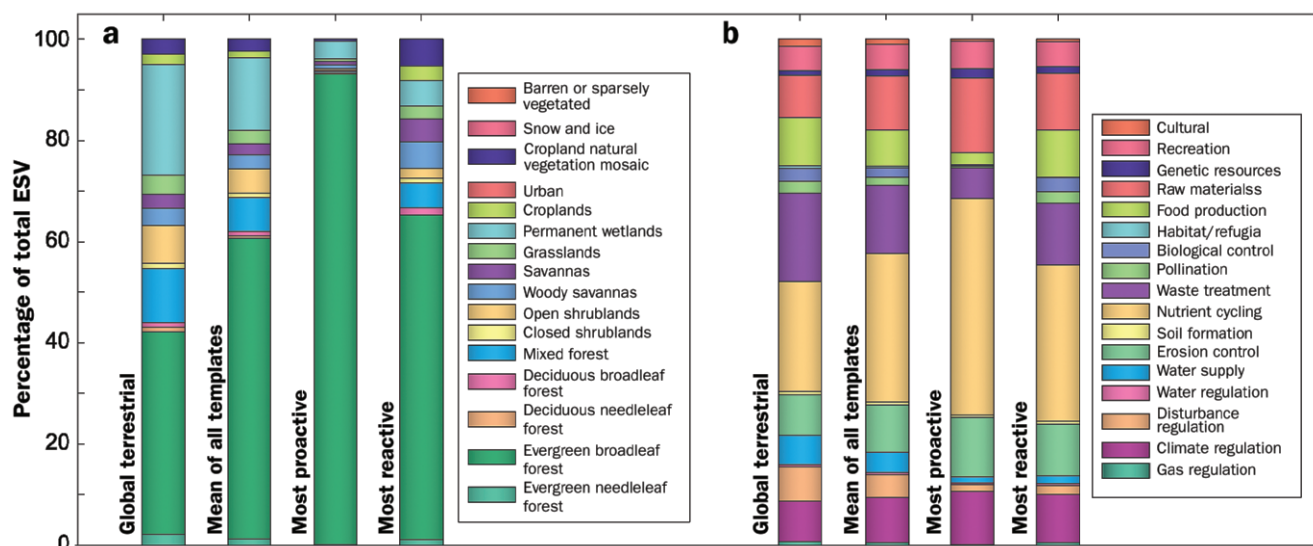 Percentage of total ESV
100
80
60
40
20
0
a
Global terrestrial
Mean of all templates
Most proactive
Most reactive
Barren or sparsely
vegetated
Snow and ice
Cropland natural
vegetation mosaic
Urban
Croplands
Permanent wetlands
Grasslands
Savannas
Woody savannas
Open shrublands
Closed shrublands
Mixed forest
Deciduous broadleaf
forest
Deciduous needleleaf
forest
Evergreen broadleaf
forest
Evergreen needleleaf
forest
b
Global terrestrial
Mean of all templates
Most proactive
Most reactive
Cultural
Recreation
Genetic resources
Raw materialss
Food production
Habitat/refugia
Biological control
Pollination
Waste treatment
Nutrient cycling
Soil formation
Erosion control
Water supply
Water regulation
Disturbance
regulation
Climate regulation
Gas regulation